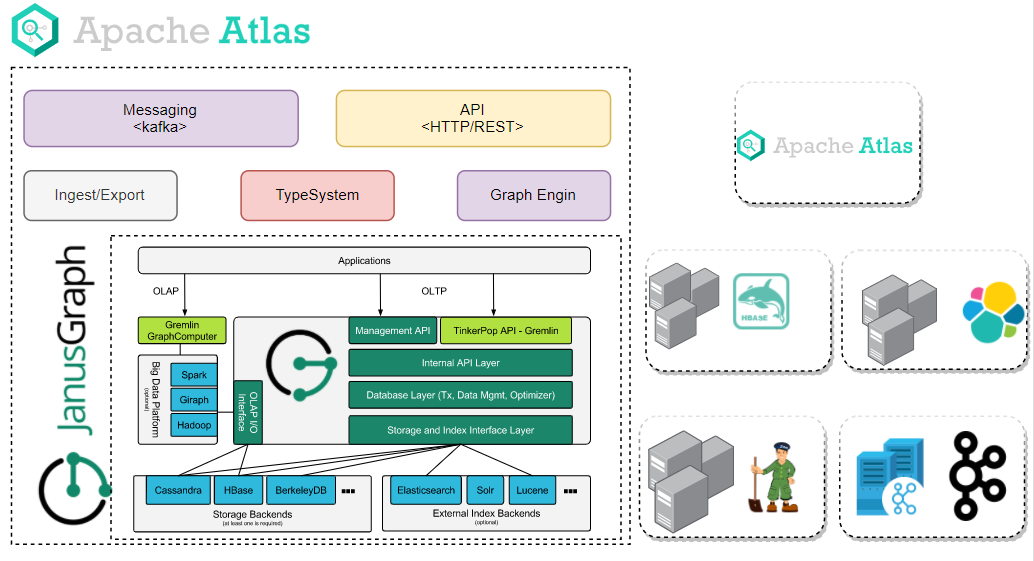 Apache Atlas
Messaging
<kafka>
API
<HTTP/REST>
Ingest/Export
TypeSystem
Graph Engin
JanusGraph
Applications
OLAP
OLTP
Gremlin
GraphComputer
Management API
TinkerPop API - Gremlin
Internal API Layer
Big Data Platform
(optional)
Spark
Giraph
Hadoop
OLAP I/O
Interface
Database Layer (Tx, Data Mgmt, Optimizer)
Storage and Index Interface Layer
Cassandra
HBase
BerkeleyDB
Storage Backends
(at least one is required)
Elasticsearch
Solr
Lucene
External Index Backends
(optional)
Apache Atlas
HBASE